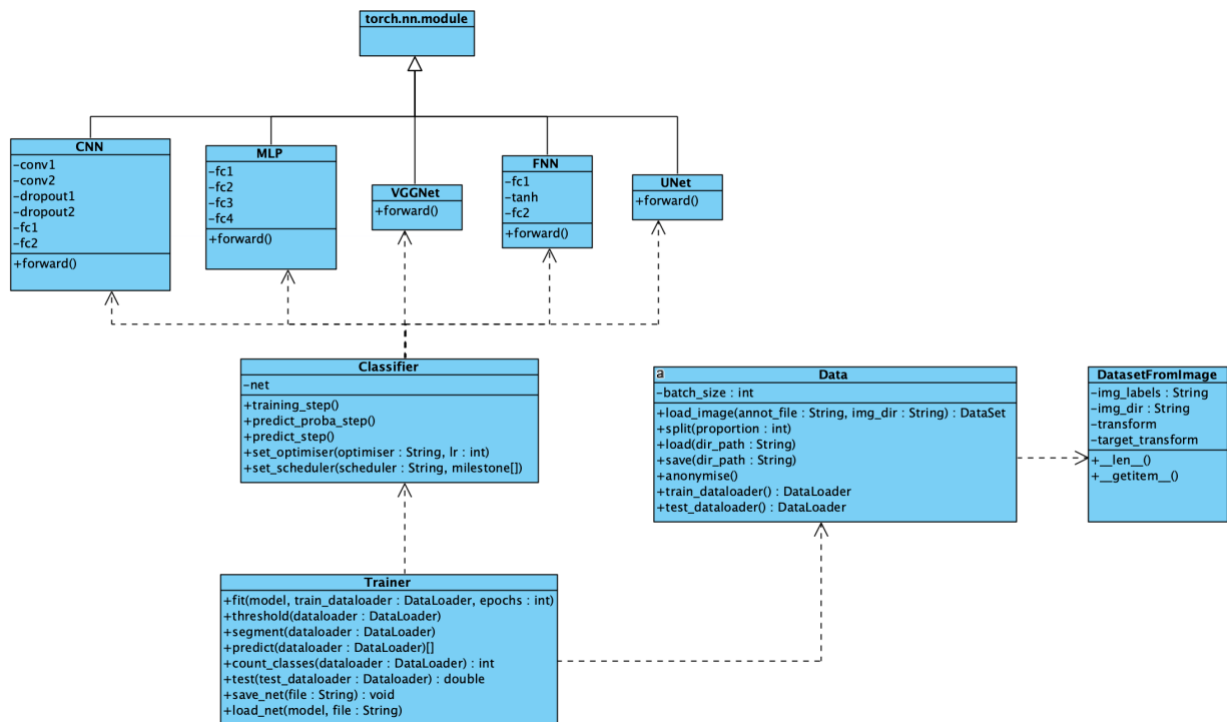 torch.nn.module
CNN
-conv1
-conv2
-dropout1
-dropout2
-fc1
-fc2
+forward()
MLP
-fc1
-fc2
-fc3
-fc4
+forward()
VGGNet
+forward()
FNN
-fc1
-tanh
-fc2
+forward()
UNet
+forward()
Classifier
-net
+training_step()
+predict_proba_step()
+predict_step()
+set_optimiser(optimiser : String, lr : int)
+set_scheduler(scheduler : String, milestone[])
a
Data
-batch_size : int
+load_image(annot_file : String, img_dir : String) : DataSet
+split(proportion : int)
+load(dir_path : String)
+save(dir_path : String)
+anonymise()
+train_dataloader() : DataLoader
+test_dataloader() : DataLoader
DatasetFromImage
-img_labels : String
-img_dir : String
-transform
-target_transform
+__len__()
+__getitem__()
Trainer
+fit(model, train_dataloader : DataLoader, epochs : int)
+threshold(dataloader : DataLoader)
+segment(dataloader : DataLoader)
+predict(dataloader : DataLoader)[]
+count_classes(dataloader : DataLoader) : int
+test(test_dataloader : Dataloader) : double
+save_net(file : String) : void
+load_net(model, file : String)